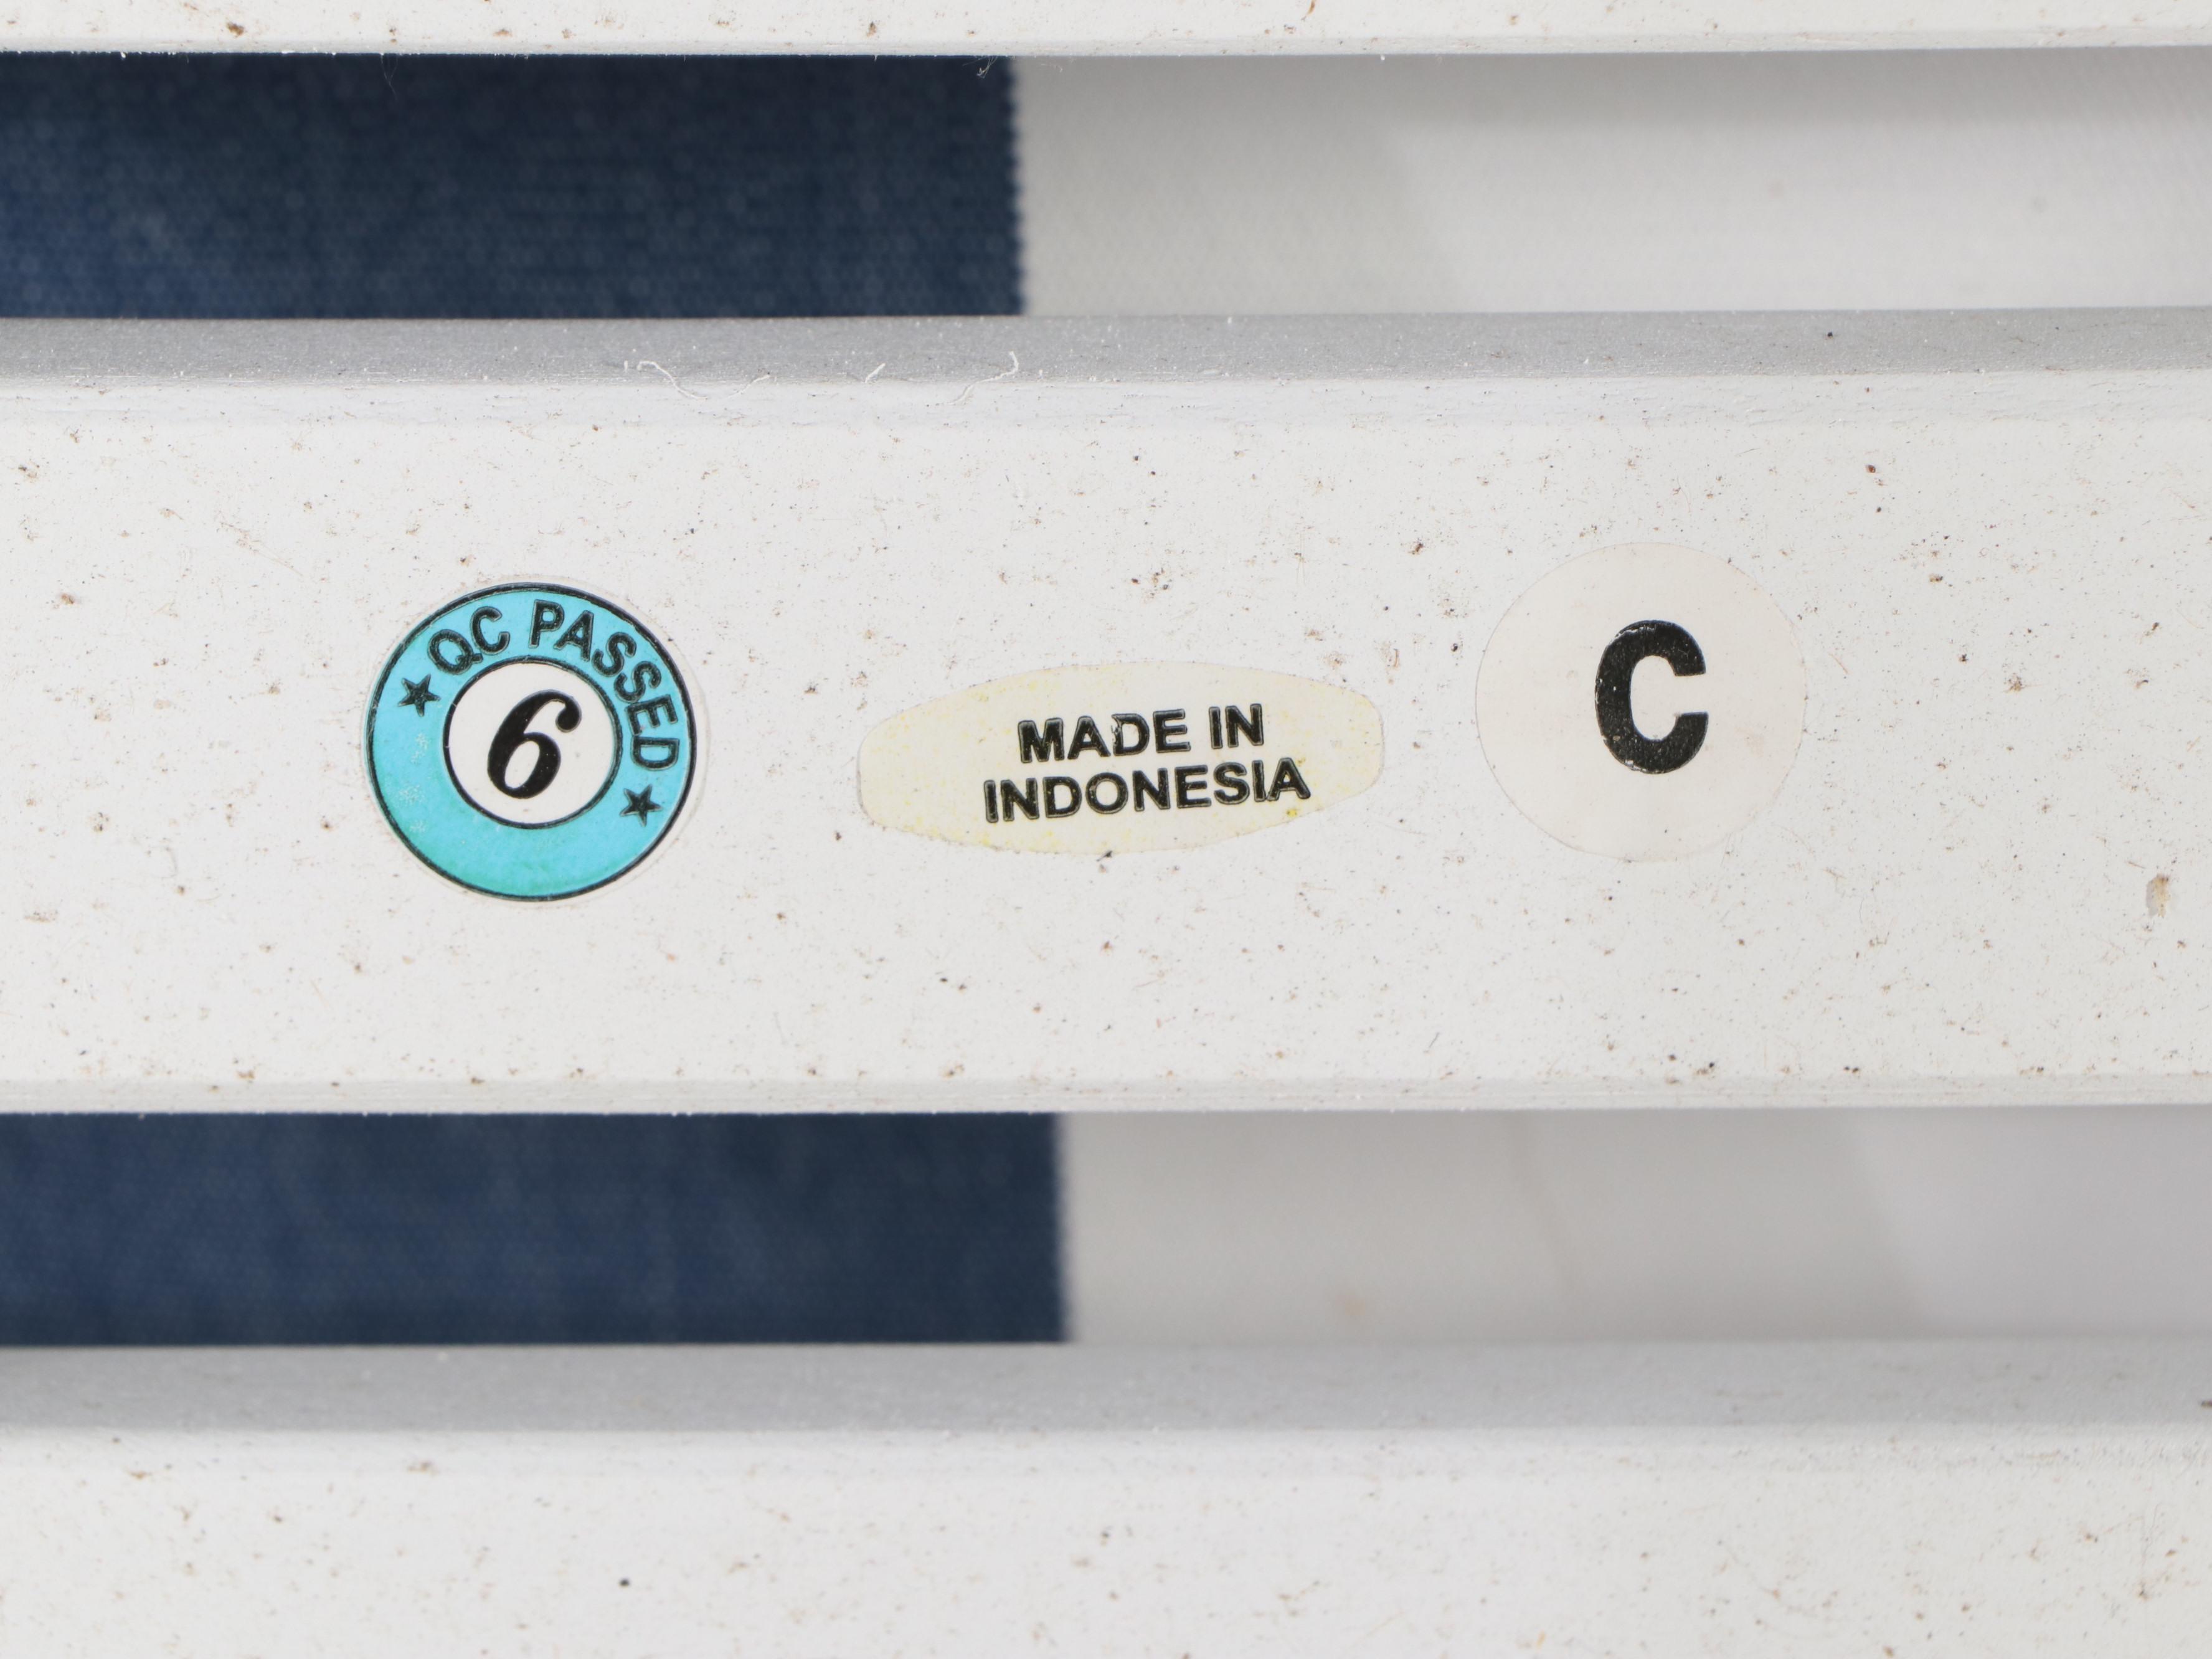 ★ QC PASSED ★
6
MADE IN
INDONESIA
C